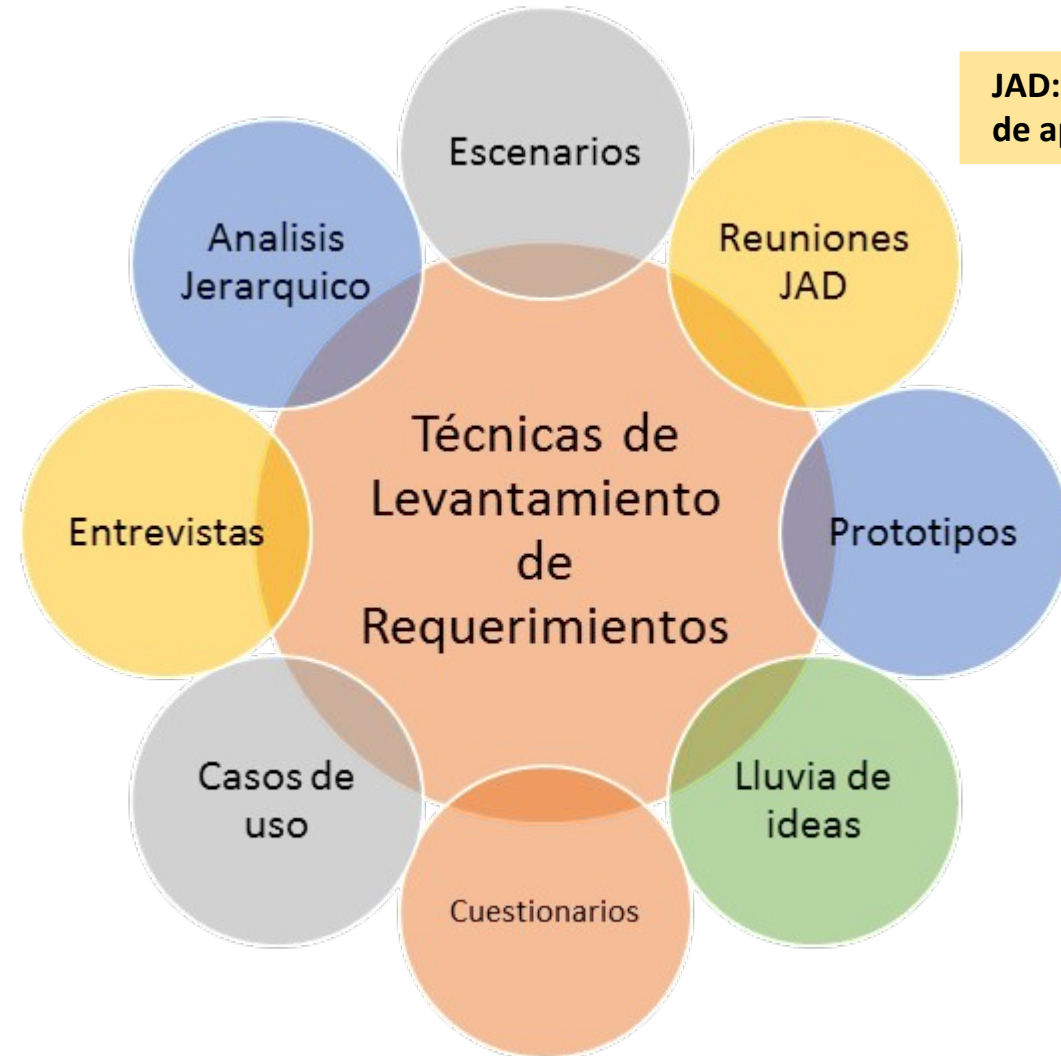 JAD:
de
Escenarios
Reuniones
JAD
Analisis
Jerarquico
Técnicas de
Levantamiento
de
Requerimientos
Prototipos
Entrevistas
Casos de
uso
Lluvia de
ideas
Cuestionarios